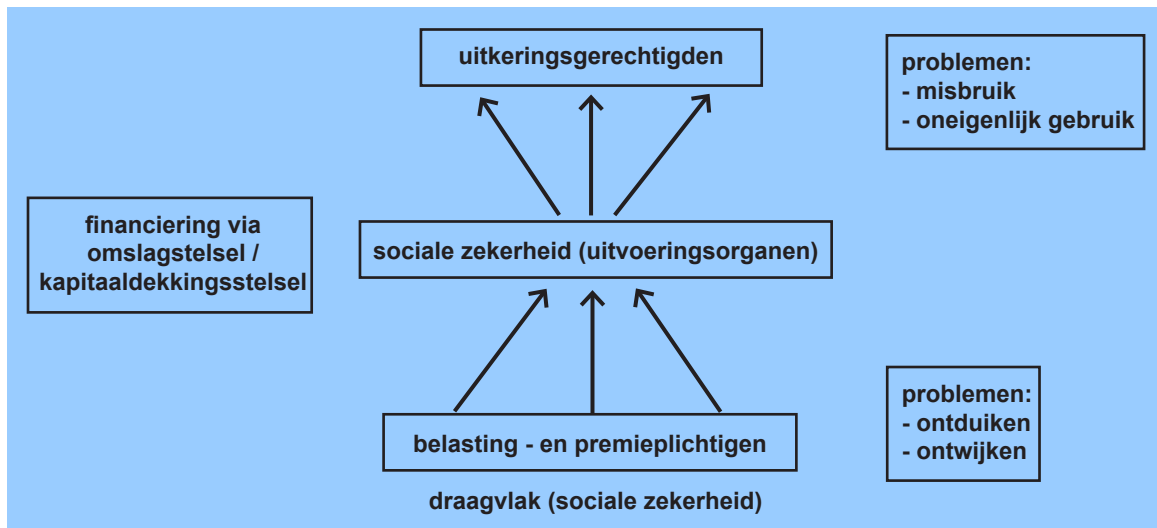 uitkeringsgerechtigden
problemen:
- misbruik
- oneigenlijk gebruik
financiering via
omslagstelsel /
kapitaaldekkingsstelsel
sociale zekerheid (uitvoeringsorganen)
belasting - en premieplichtigen
draagvlak (sociale zekerheid)
problemen:
- ontduiken
- ontwijken